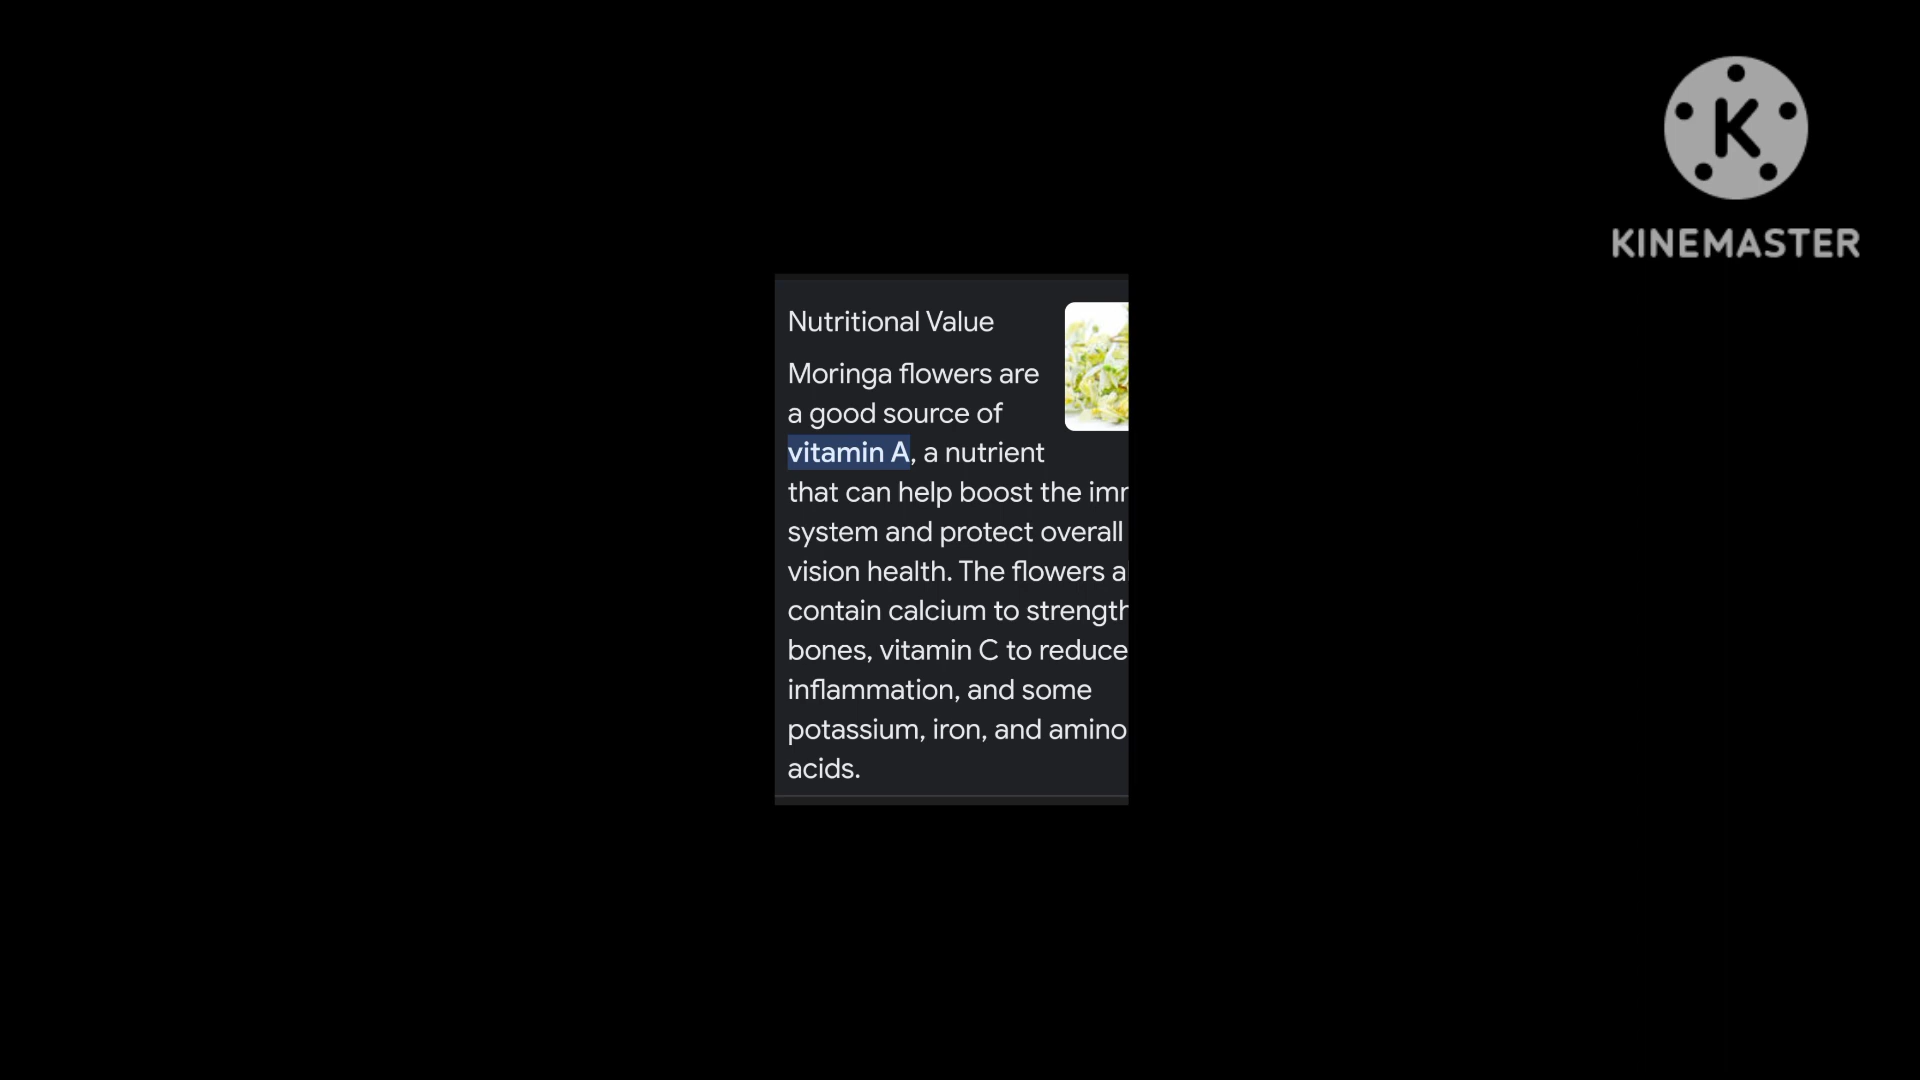 K
KINEMASTER
Nutritional Value
Moringa flowers are
a good source of
vitamin A, a nutrient
that can help boost the
system and protect overall
vision health. The flowers
contain calcium to
bones, vitamin C to reduce
inflammation, and some
potassium, iron, and amino
acids.